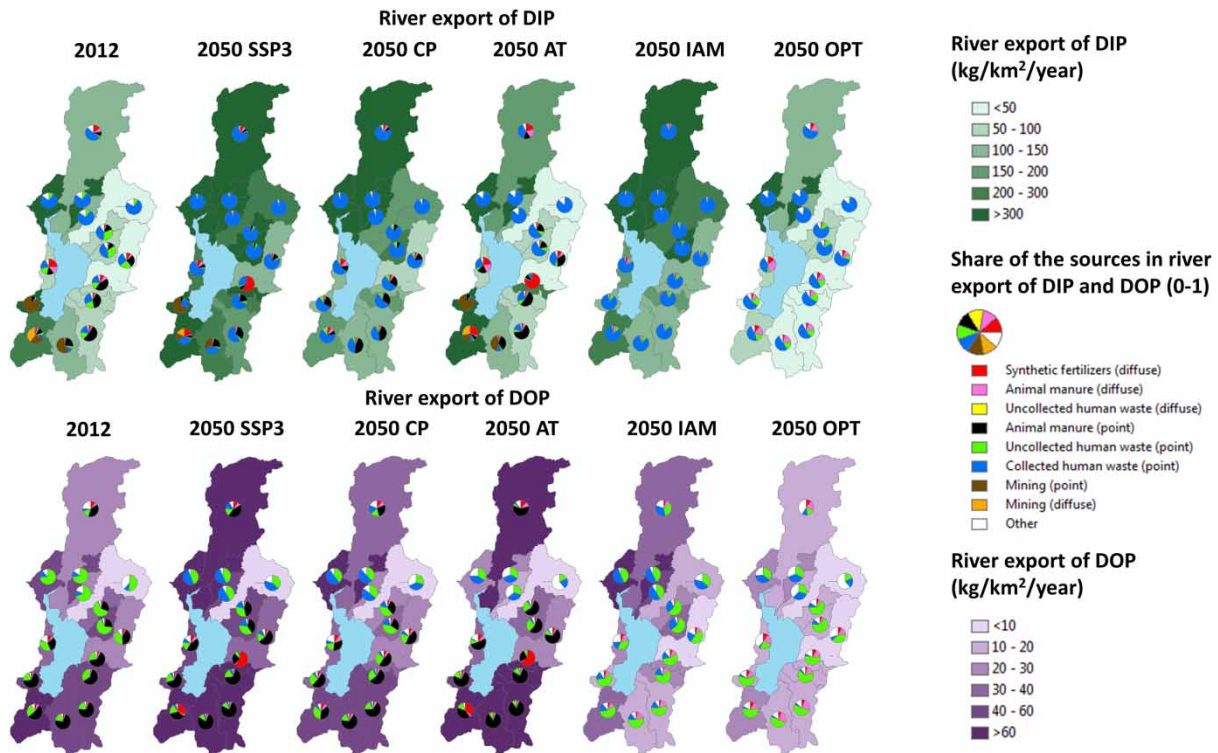 River export of DIP
2012 2050 SSP3 2050 CP 2050 AT 2050 IAM 2050 OPT
River export of DIP
(kg/km²/year)
<50
50 - 100
100 - 150
150 - 200
200 - 300
>300
Share of the sources in river
export of DIP and DOP (0-1)
Synthetic fertilizers (diffuse)
Animal manure (diffuse)
Uncollected human waste (diffuse)
Animal manure (point)
Uncollected human waste (point)
Collected human waste (point)
Mining (point)
Mining (diffuse)
Other
River export of DOP
2012 2050 SSP3 2050 CP 2050 AT 2050 IAM 2050 OPT
River export of DOP
(kg/km²/year)
<10
10 - 20
20 - 30
30 - 40
40 - 60
>60